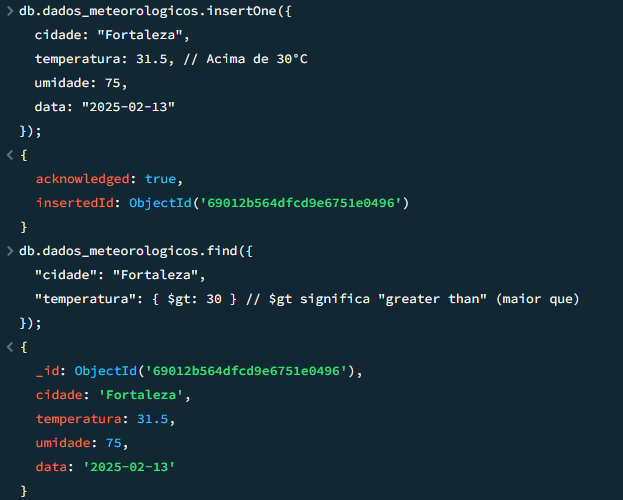 > db.dados_meteorologicos.insertOne({
cidade: "Fortaleza",
temperatura: 31.5, // Acima de 30°C
umidade: 75,
data: "2025-02-13"
});
< {
acknowledged: true,
insertedId: ObjectId('69012b564dfcd9e6751e0496')
}
> db.dados_meteorologicos.find({
"cidade": "Fortaleza",
"temperatura": { $gt: 30 } // $gt significa "greater than" (maior que)
});
< {
_id: ObjectId('69012b564dfcd9e6751e0496'),
cidade: 'Fortaleza',
temperatura: 31.5,
umidade: 75,
data: '2025-02-13'
}